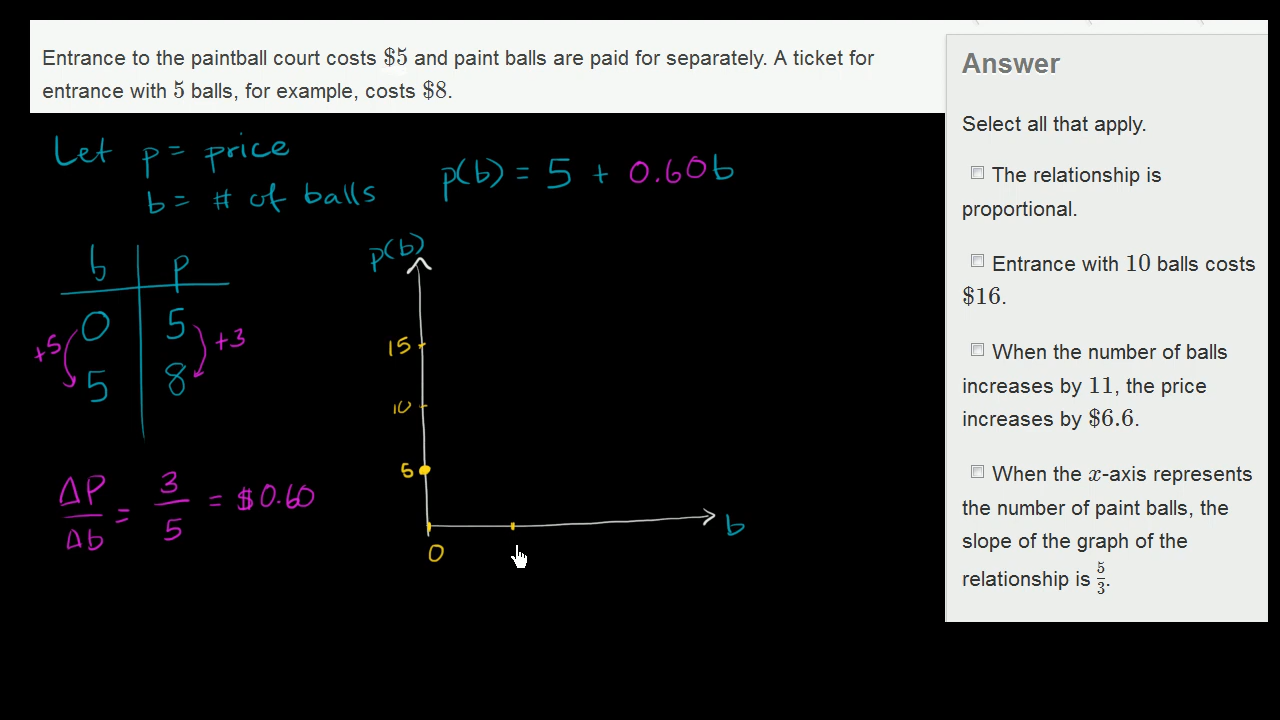 Entrance to the paintball court costs $5 and paint balls are paid for separately. A ticket for
entrance with 5 balls, for example, costs $8.
Let p = price
b = # of balls
p(b) = 5 + 0.60b
b p
0 5
5 8
+5
+3
ΔP/Δb = 3/5 = $0.60
p(b)
15
10
5
0
b
Answer
Select all that apply.
The relationship is
proportional.
Entrance with 10 balls costs
$16.
When the number of balls
increases by 11, the price
increases by $6.6.
When the x-axis represents
the number of paint balls, the
slope of the graph of the
relationship is 5/3.